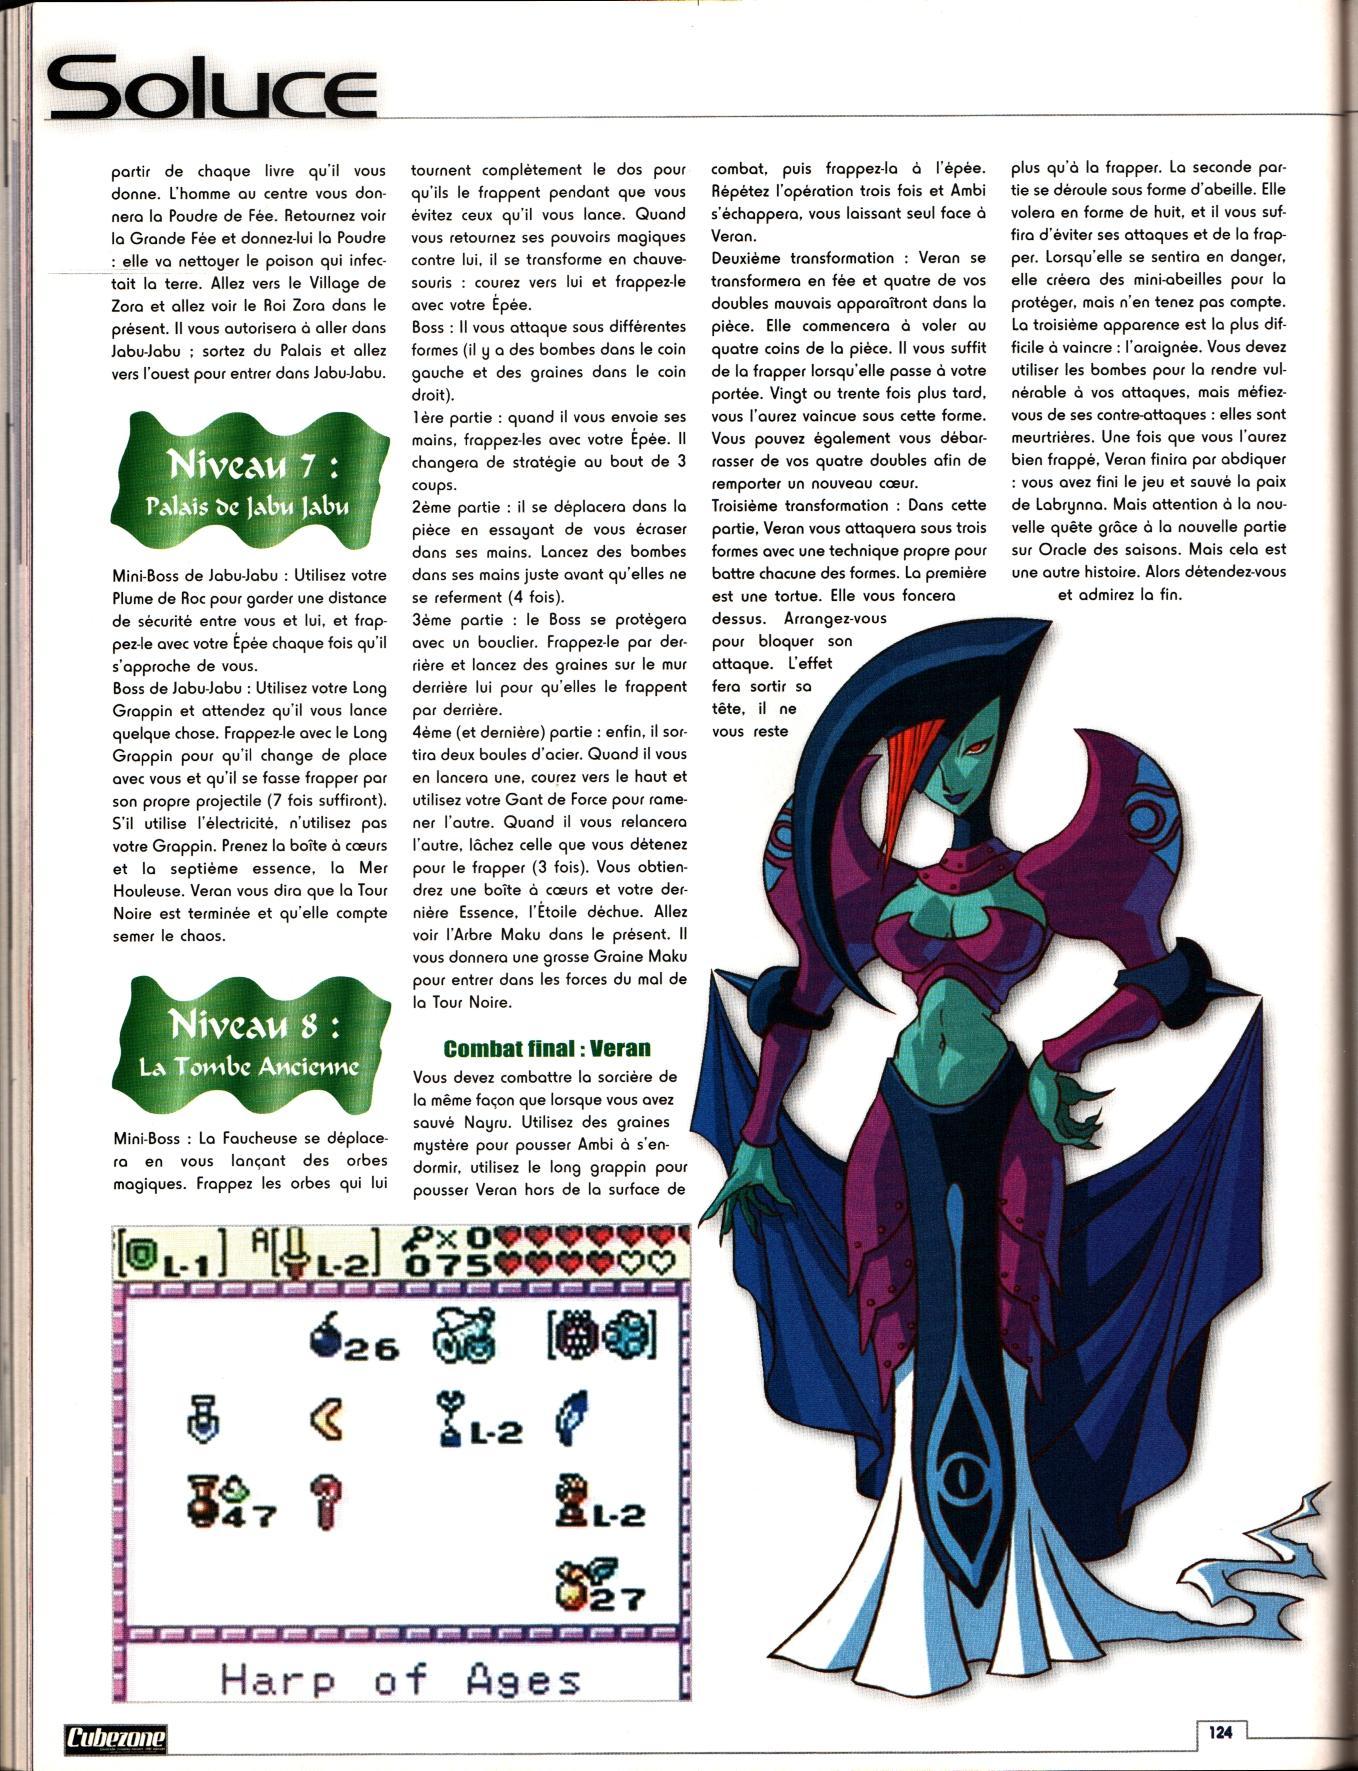 Soluce
partir de chaque livre qu'il vous
donne. L'homme au centre vous don-
nera la Poudre de Fée. Retournez voir
la Grande Fée et donnez-lui la Poudre
: elle va nettoyer le poison qui infec-
tait la terre. Allez vers le Village de
Zora et allez voir le Roi Zora dans le
présent. Il vous autorisera à aller dans
Jabu-Jabu ; sortez du Palais et allez
vers l'ouest pour entrer dans Jabu-Jabu.
Niveau 7 :
Palais de Jabu Jabu
Mini-Boss de Jabu-Jabu : Utilisez votre
Plume de Roc pour garder une distance
de sécurité entre vous et lui, et frap-
pez-le avec votre Épée chaque fois qu'il
s'approche de vous.
Boss de Jabu-Jabu : Utilisez votre Long
Grappin et attendez qu'il vous lance
quelque chose. Frappez-le avec le Long
Grappin pour qu'il change de place
avec vous et qu'il se fasse frapper par
son propre projectile (7 fois suffiront).
S'il utilise l'électricité, n'utilisez pas
votre Grappin. Prenez la boîte à cœurs
et la septième essence, la Mer
Houleuse. Veran vous dira que la Tour
Noire est terminée et qu'elle compte
semer le chaos.
Niveau 8 :
La Tombe Ancienne
Mini-Boss : La Faucheuse se déplace-
ra en vous lançant des orbes
magiques. Frappez les orbes qui lui
tournent complètement le dos pour
qu'ils le frappent pendant que vous
évitez ceux qu'il vous lance. Quand
vous retournez ses pouvoirs magiques
contre lui, il se transforme en chauve-
souris : courez vers lui et frappez-le
avec votre Épée.
Boss : Il vous attaque sous différentes
formes (il y a des bombes dans le coin
gauche et des graines dans le coin
droit).
1ère partie : quand il vous envoie ses
mains, frappez-les avec votre Épée. Il
changera de stratégie au bout de 3
coups.
2ème partie : il se déplacera dans la
pièce en essayant de vous écraser
dans ses mains. Lancez des bombes
dans ses mains juste avant qu'elles ne
se referment (4 fois).
3ème partie : le Boss se protégera
avec un bouclier. Frappez-le par der-
rière et lancez des graines sur le mur
derrière lui pour qu'elles le frappent
par derrière.
4ème (et dernière) partie : enfin, il sor-
tira deux boules d'acier. Quand il vous
en lancera une, courez vers le haut et
utilisez votre Gant de Force pour rame-
ner l'autre. Quand il vous relancera
l'autre, lâchez celle que vous détenez
pour le frapper (3 fois). Vous obtien-
drez une boîte à cœurs et votre der-
nière Essence, l'Étoile déchue. Allez
voir l'Arbre Maku dans le présent. Il
vous donnera une grosse Graine Maku
pour entrer dans les forces du mal de
la Tour Noire.
Combat final : Veran
Vous devez combattre la sorcière de
la même façon que lorsque vous avez
sauvé Nayru. Utilisez des graines
mystère pour pousser Ambi à s'en-
dormir, utilisez le long grappin pour
pousser Veran hors de la surface de
combat, puis frappez-la à l'épée.
Répétez l'opération trois fois et Ambi
s'échappera, vous laissant seul face à
Veran.
Deuxième transformation : Veran se
transformera en fée et quatre de vos
doubles mauvais apparaîtront dans la
pièce. Elle commencera à voler au
quatre coins de la pièce. Il vous suffit
de la frapper lorsqu'elle passe à votre
portée. Vingt ou trente fois plus tard,
vous l'aurez vaincue sous cette forme.
Vous pouvez également vous débar-
rasser de vos quatre doubles afin de
remporter un nouveau cœur.
Troisième transformation : Dans cette
partie, Veran vous attaquera sous trois
formes avec une technique propre pour
battre chacune des formes. La première
est une tortue. Elle vous foncera
dessus. Arrangez-vous
pour bloquer son
attaque. L'effet
fera sortir sa
tête, il ne
vous reste
plus qu'à la frapper. La seconde par-
tie se déroule sous forme d'abeille. Elle
volera en forme de huit, et il vous suf-
fira d'éviter ses attaques et de la frap-
per. Lorsqu'elle se sentira en danger,
elle créera des mini-abeilles pour la
protéger, mais n'en tenez pas compte.
La troisième apparence est la plus dif-
ficile à vaincre : l'araignée. Vous devez
utiliser les bombes pour la rendre vul-
nérable à vos attaques, mais méfiez-
vous de ses contre-attaques : elles sont
meurtrières. Une fois que vous l'aurez
bien frappé, Veran finira par abdiquer
: vous avez fini le jeu et sauvé la paix
de Labrynna. Mais attention à la nou-
velle quête grâce à la nouvelle partie
sur Oracle des saisons. Mais cela est
une autre histoire. Alors détendez-vous
et admirez la fin.
[L-1] A[L-2] X0
075
26
L-2
47 L-2
27
Harp of Ages
Cubezone
124